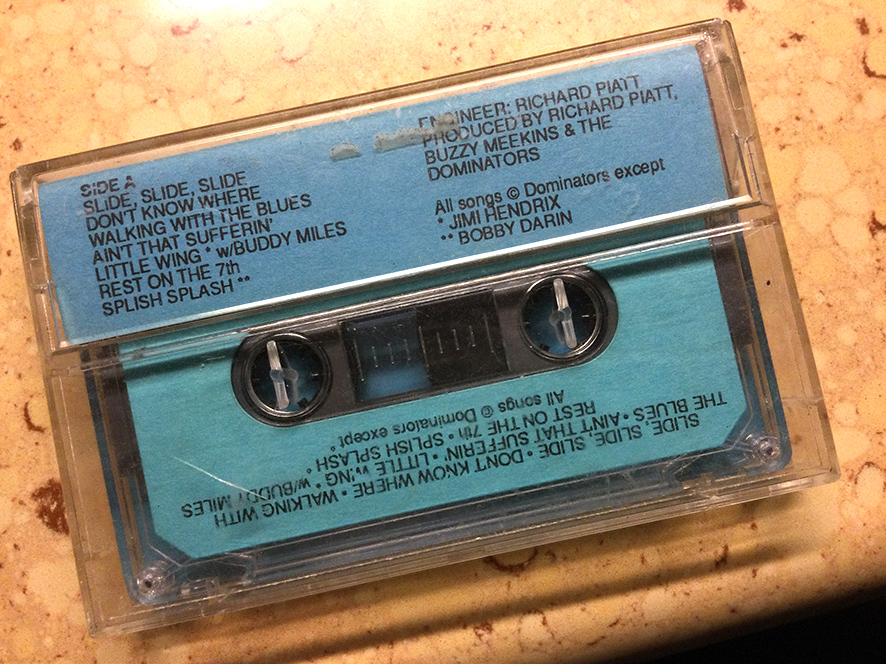 SIDE A
SLIDE, SLIDE, SLIDE
DON'T KNOW WHERE
WALKING WITH THE BLUES
AIN'T THAT SUFFERIN'
LITTLE WING * w/BUDDY MILES
REST ON THE 7th
SPLISH SPLASH **
ENGINEER: RICHARD PIATT
PRODUCED BY RICHARD PIATT,
BUZZY MEEKINS & THE
DOMINATORS
All songs © Dominators except
* JIMI HENDRIX
** BOBBY DARIN
SLIDE, SLIDE, SLIDE • DON'T KNOW WHERE • WALKING WITH
THE BLUES • AIN'T THAT SUFFERIN' • LITTLE WING * w/BUDDY MILES
REST ON THE 7th • SPLISH SPLASH *
All songs © Dominators except *